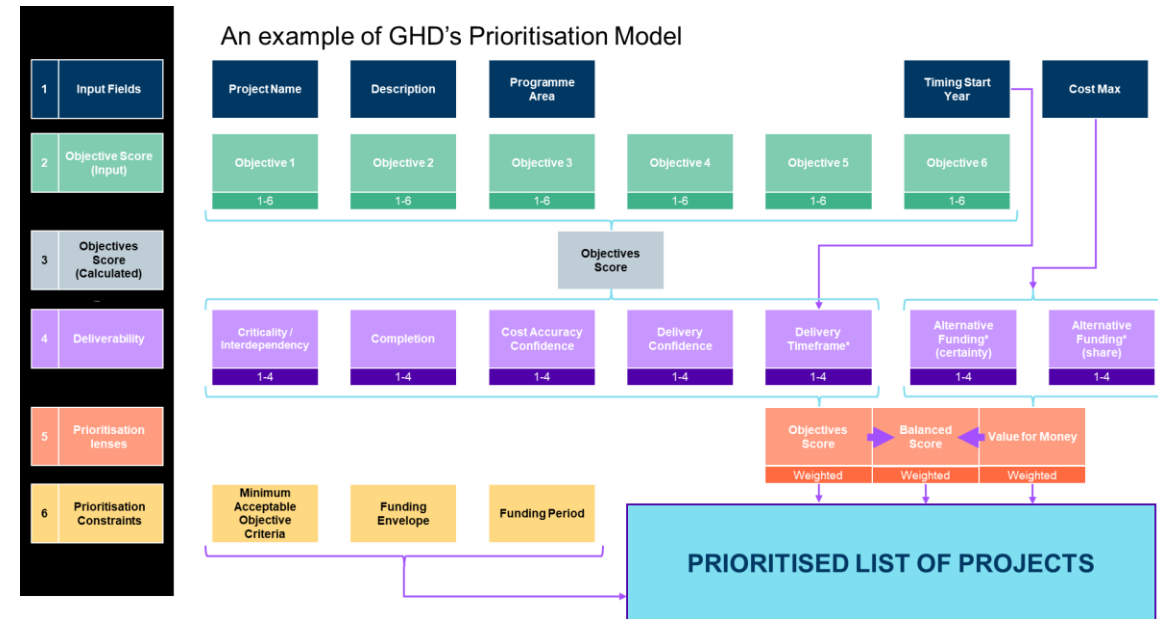 An example of GHD's Prioritisation Model
1
Input Fields
Project Name
Description
Programme
Area
Timing Start
Year
Cost Max
2
Objective Score
(Input)
Objective 1
Objective 2
Objective 3
Objective 4
Objective 5
Objective 6
1-6
1-6
1-6
1-6
1-6
1-6
3
Objectives
Score
(Calculated)
Objectives
Score
4
Deliverability
Criticality /
Interdependency
Completion
Cost Accuracy
Confidence
Delivery
Confidence
Delivery
Timeframe*
Alternative
Funding*
(certainty)
Alternative
Funding*
(share)
1-4
1-4
1-4
1-4
1-4
1-4
1-4
5
Prioritisation
lenses
Objectives
Score
Balanced
Score
Value for Money
Weighted
Weighted
Weighted
6
Prioritisation
Constraints
Minimum
Acceptable
Objective
Criteria
Funding
Envelope
Funding Period
PRIORITISED LIST OF PROJECTS